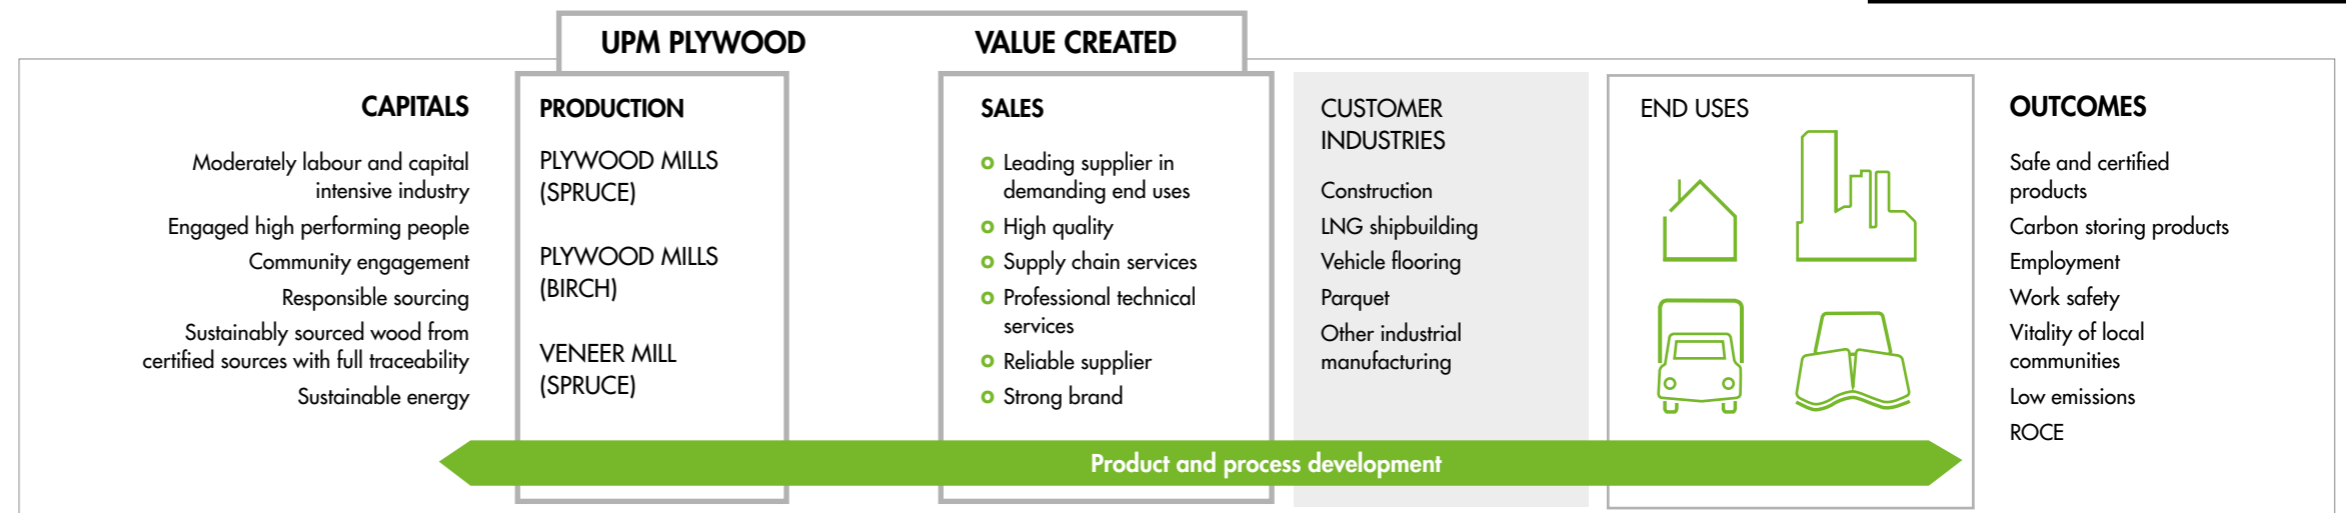 UPM PLYWOOD
VALUE CREATED
CAPITALS
Moderately labour and capital
intensive industry
Engaged high performing people
Community engagement
Responsible sourcing
Sustainably sourced wood from
certified sources with full traceability
Sustainable energy
PRODUCTION
PLYWOOD MILLS
(SPRUCE)
PLYWOOD MILLS
(BIRCH)
VENEER MILL
(SPRUCE)
SALES
Leading supplier in
demanding end uses
High quality
Supply chain services
Professional technical
services
Reliable supplier
Strong brand
CUSTOMER
INDUSTRIES
Construction
LNG shipbuilding
Vehicle flooring
Parquet
Other industrial
manufacturing
END USES
OUTCOMES
Safe and certified
products
Carbon storing products
Employment
Work safety
Vitality of local
communities
Low emissions
ROCE
Product and process development